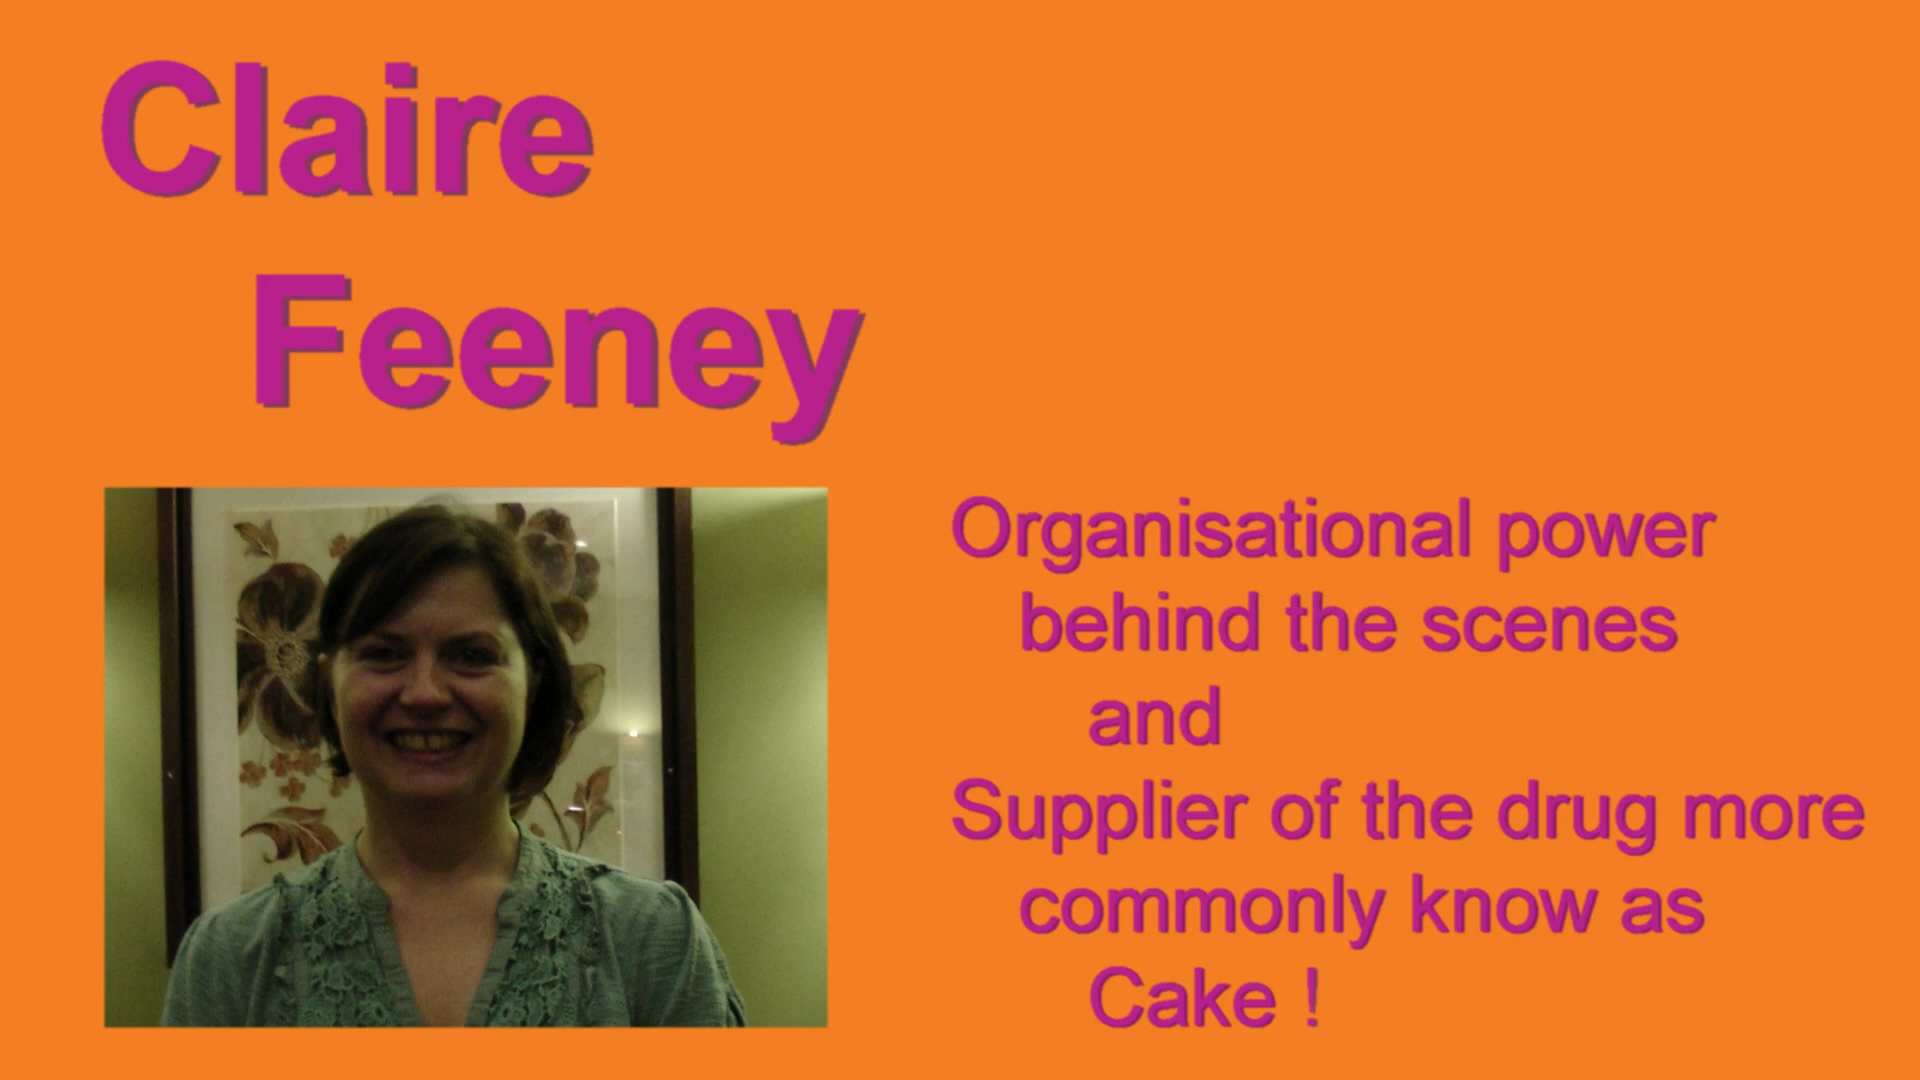 Claire
Feeney
Organisational power
behind the scenes
and
Supplier of the drug more
commonly know as
Cake !